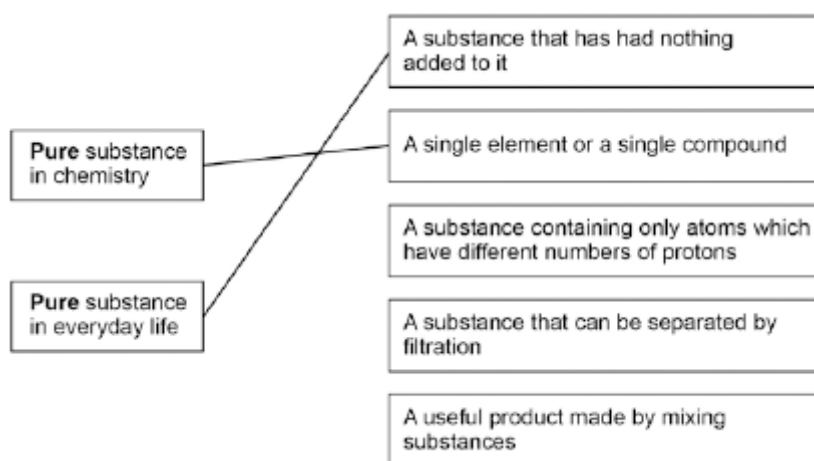 A substance that has had nothing
added to it
Pure substance
in chemistry
A single element or a single compound
A substance containing only atoms which
have different numbers of protons
Pure substance
in everyday life
A substance that can be separated by
filtration
A useful product made by mixing
substances